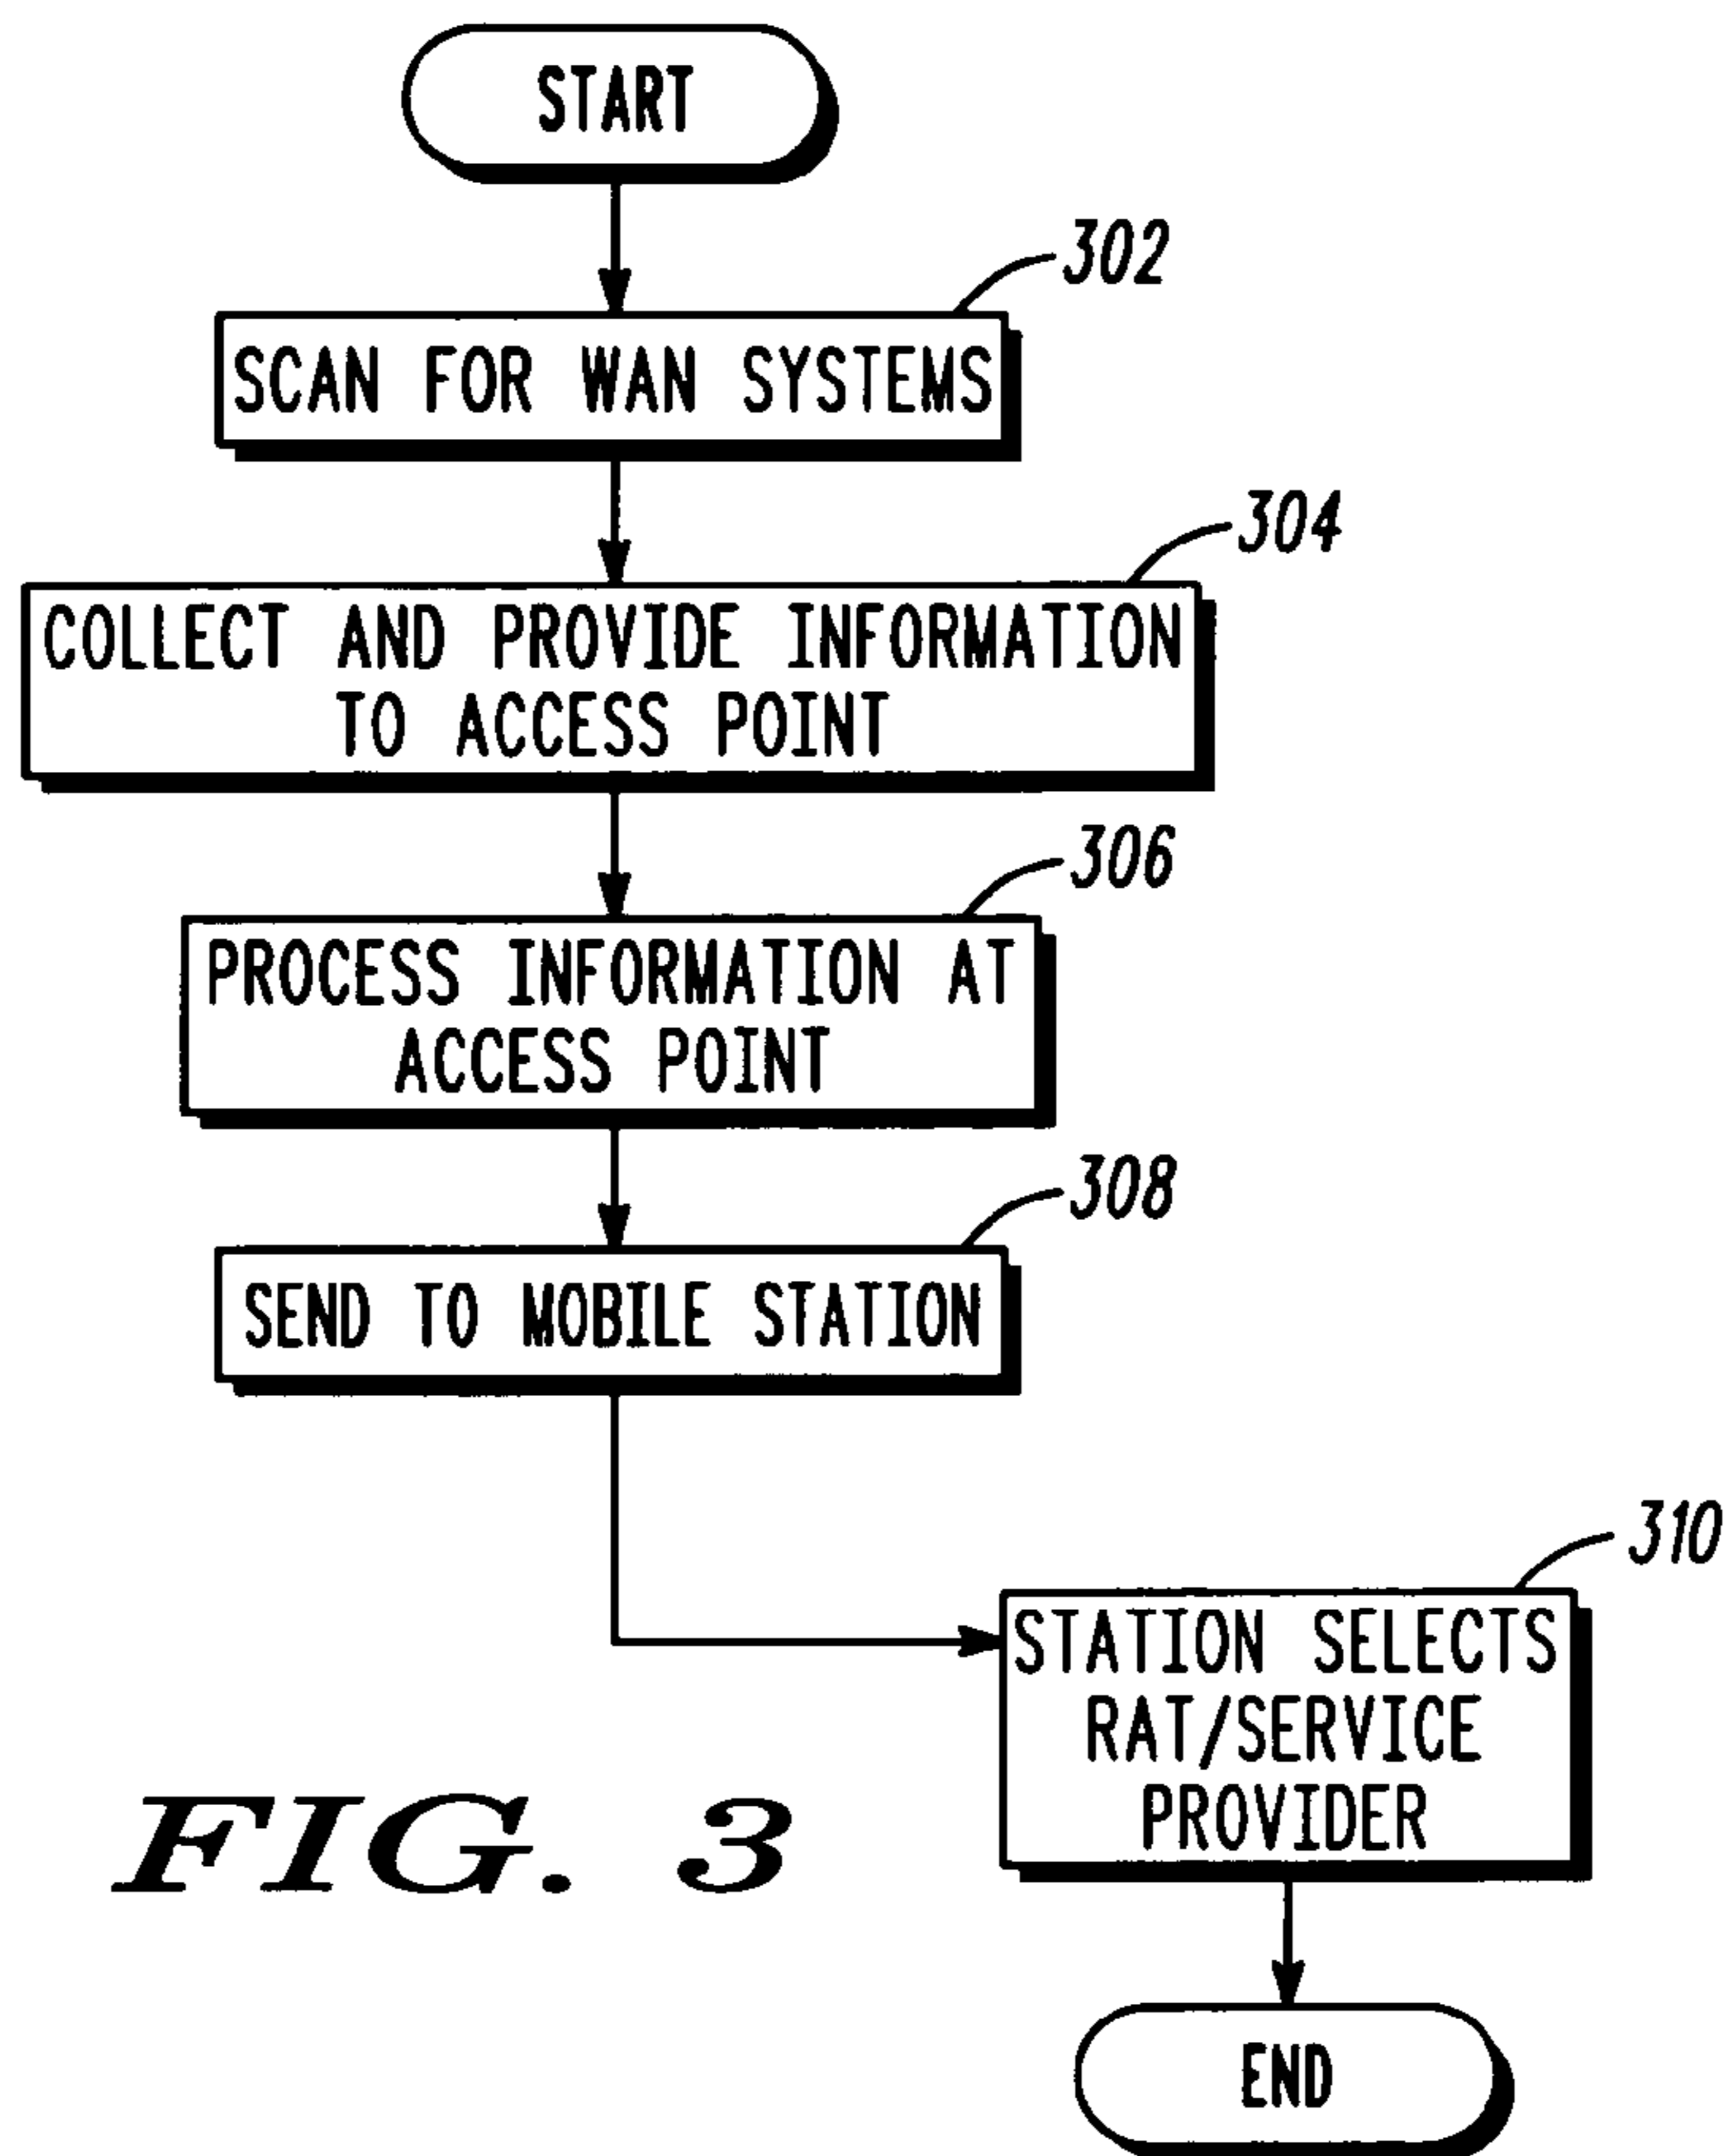 START
302
SCAN FOR WAN SYSTEMS
304
COLLECT AND PROVIDE INFORMATION
TO ACCESS POINT
306
PROCESS INFORMATION AT
ACCESS POINT
308
SEND TO MOBILE STATION
310
STATION SELECTS
RAT/SERVICE
PROVIDER
FIG. 3
END